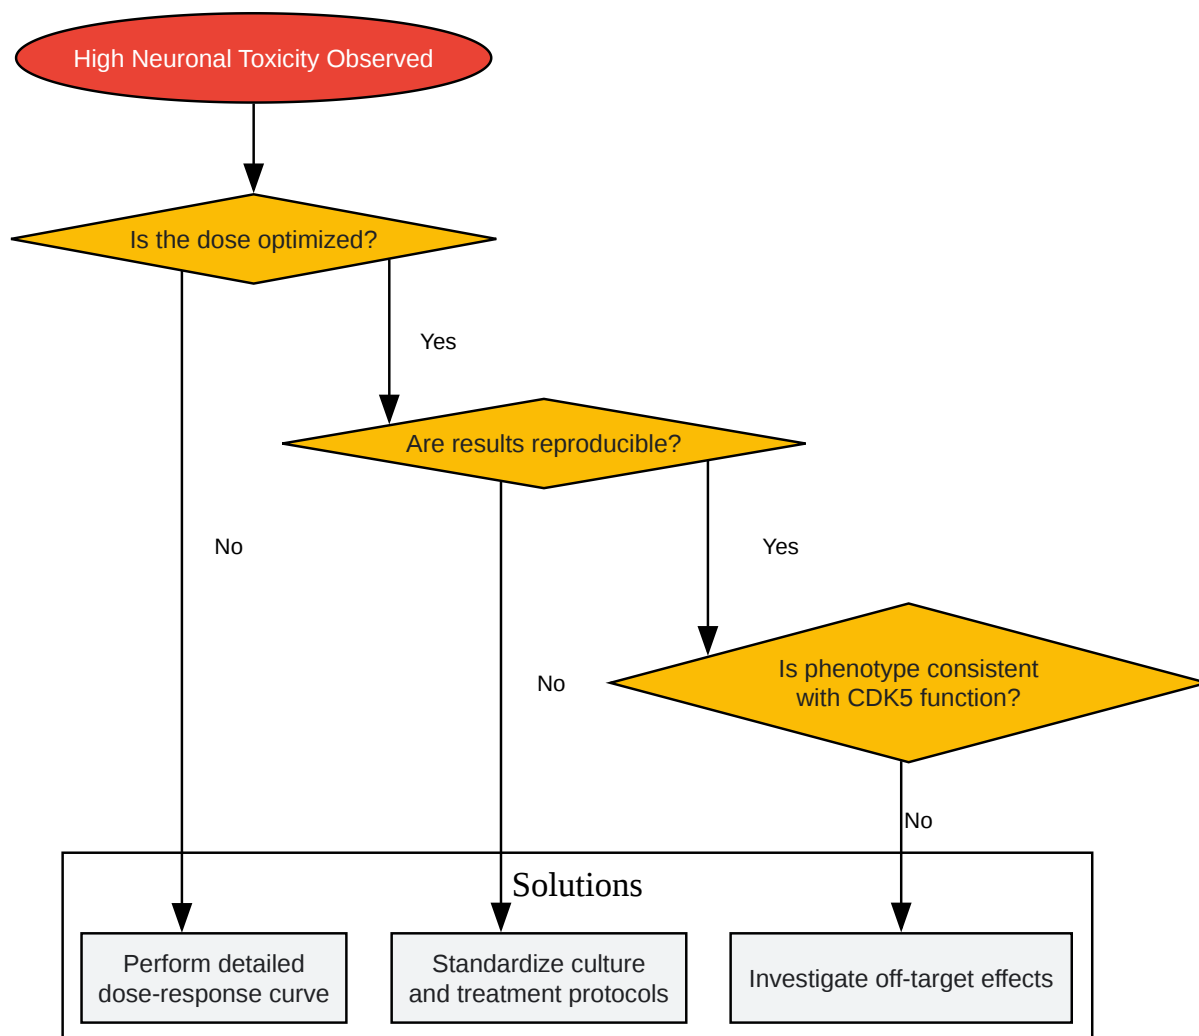 High Neuronal Toxicity Observed
Is the dose optimized?
Yes
Are results reproducible?
No
Yes
Is phenotype consistent
with CDK5 function?
No
No
Solutions
Perform detailed
dose-response curve
Standardize culture
and treatment protocols
Investigate off-target effects